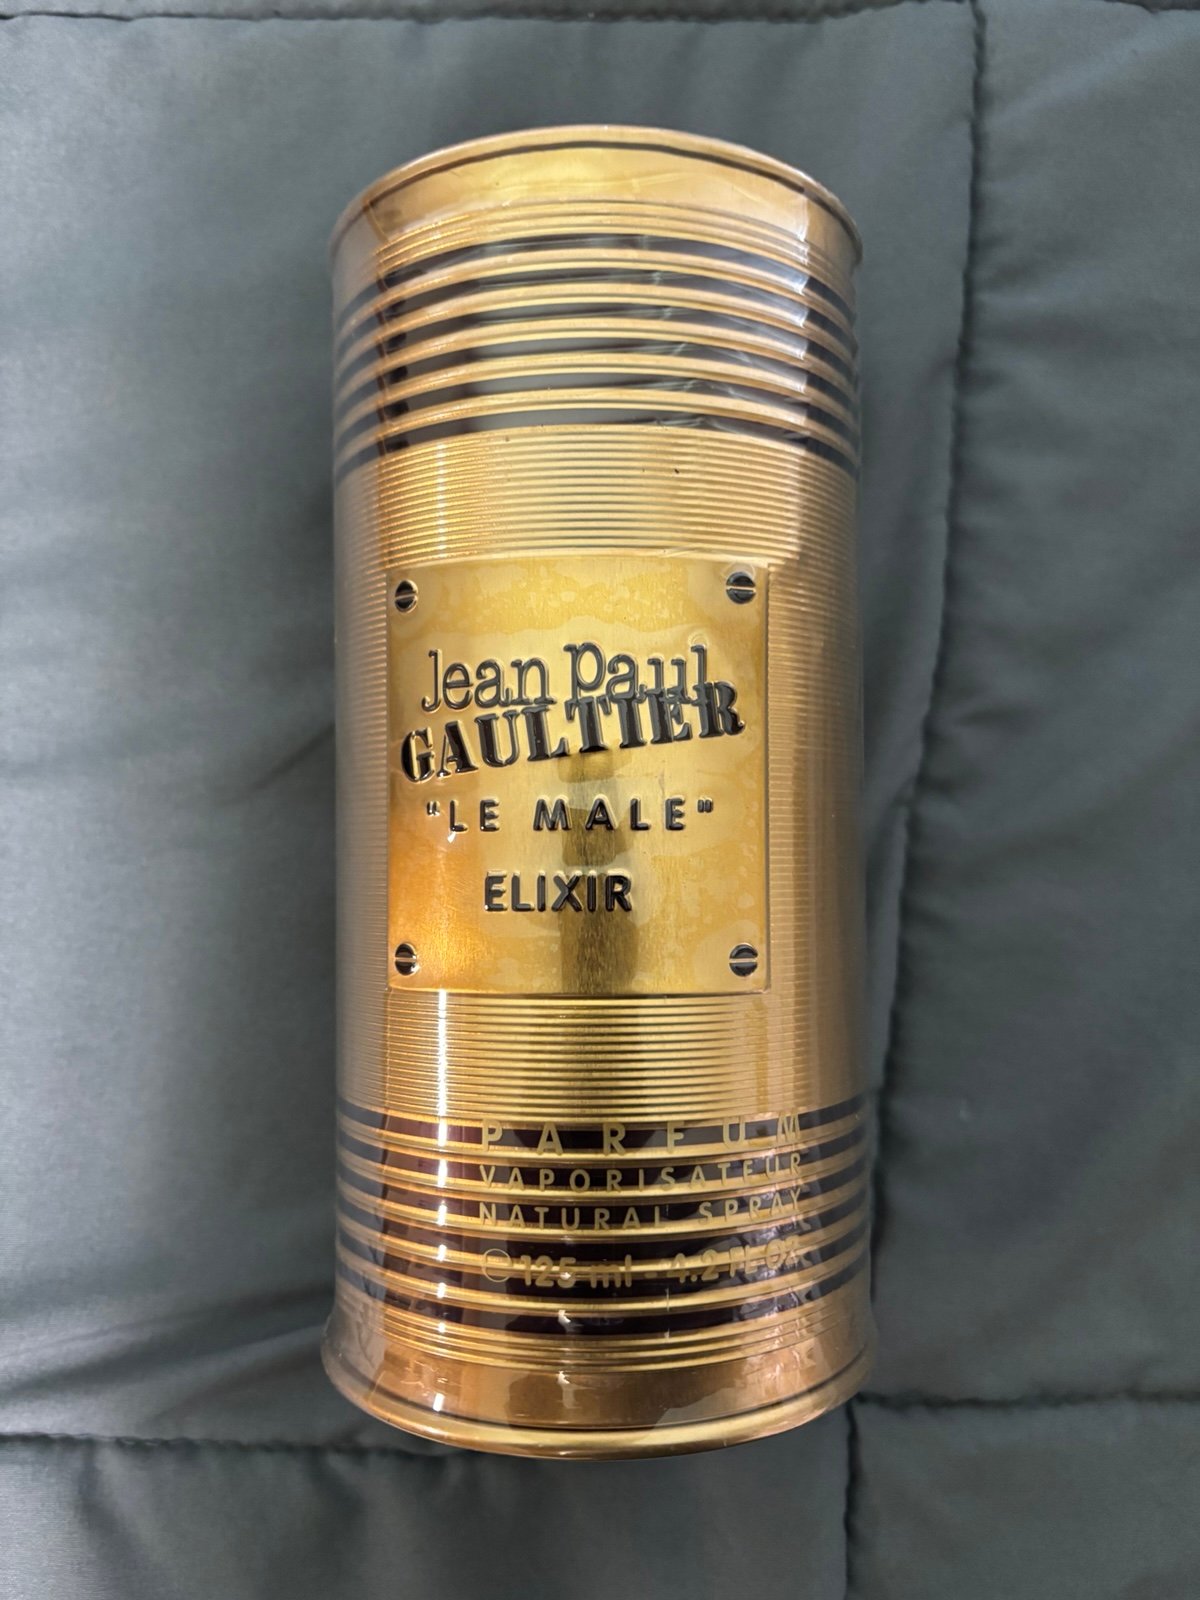 Jean Paul
GAULTIER
"LE MALE"
ELIXIR
PARFUM
VAPORISATEUR
NATURAL SPRAY
125 ml - 4.2 FL OZ